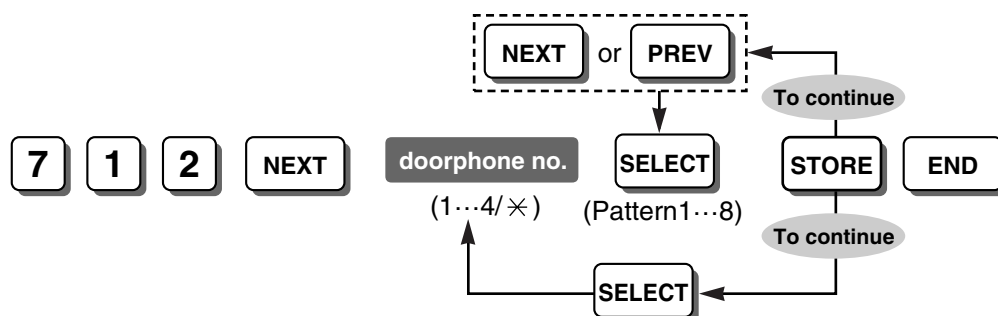 NEXT or PREV
To continue
7 1 2 NEXT doorphone no. SELECT STORE END
(1···4/✳) (Pattern1···8)
To continue
SELECT